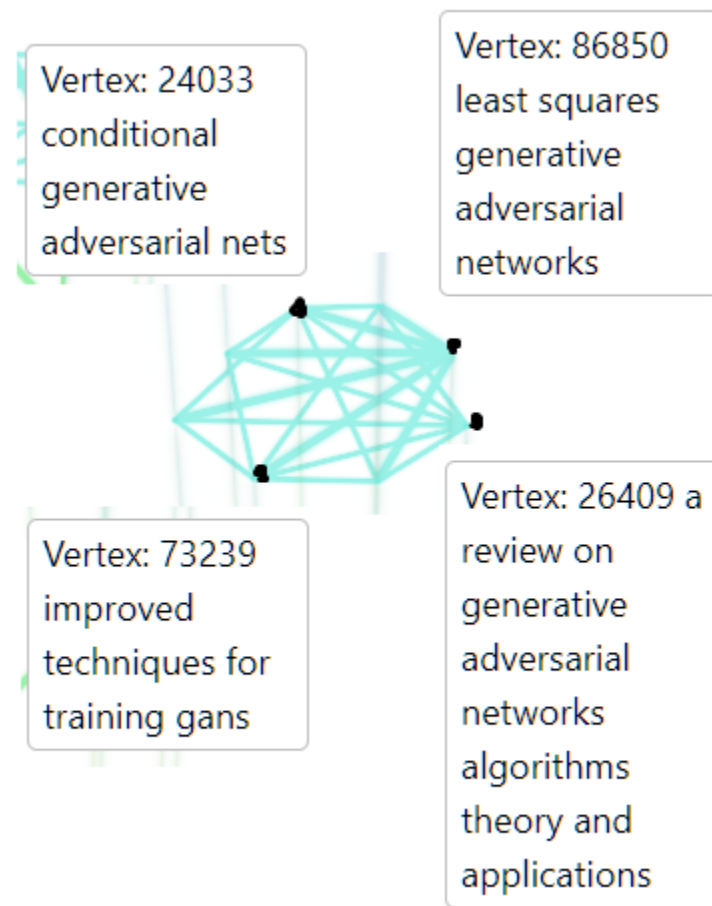 Vertex: 24033
conditional
generative
adversarial nets
Vertex: 86850
least squares
generative
adversarial
networks
Vertex: 73239
improved
techniques for
training gans
Vertex: 26409 a
review on
generative
adversarial
networks
algorithms
theory and
applications